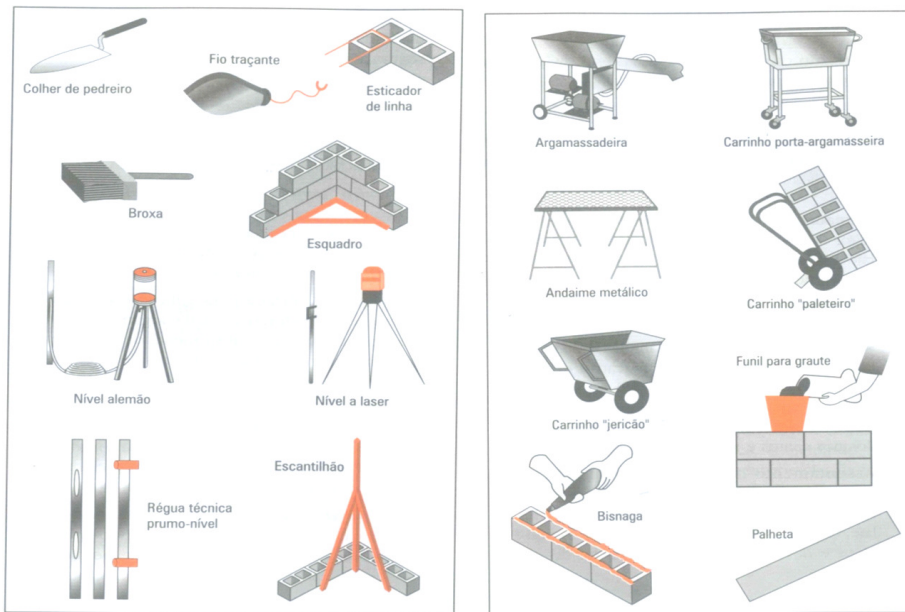 Colher de pedreiro
Fio traçante
Esticador
de linha
Broxa
Esquadro
Nível alemão
Nível a laser
Régua técnica
prumo-nível
Escantilhão
Argamassadeira
Carrinho porta-argamasseira
Andaime metálico
Carrinho "paleteiro"
Carrinho "jericão"
Funil para graute
Bisnaga
Palheta